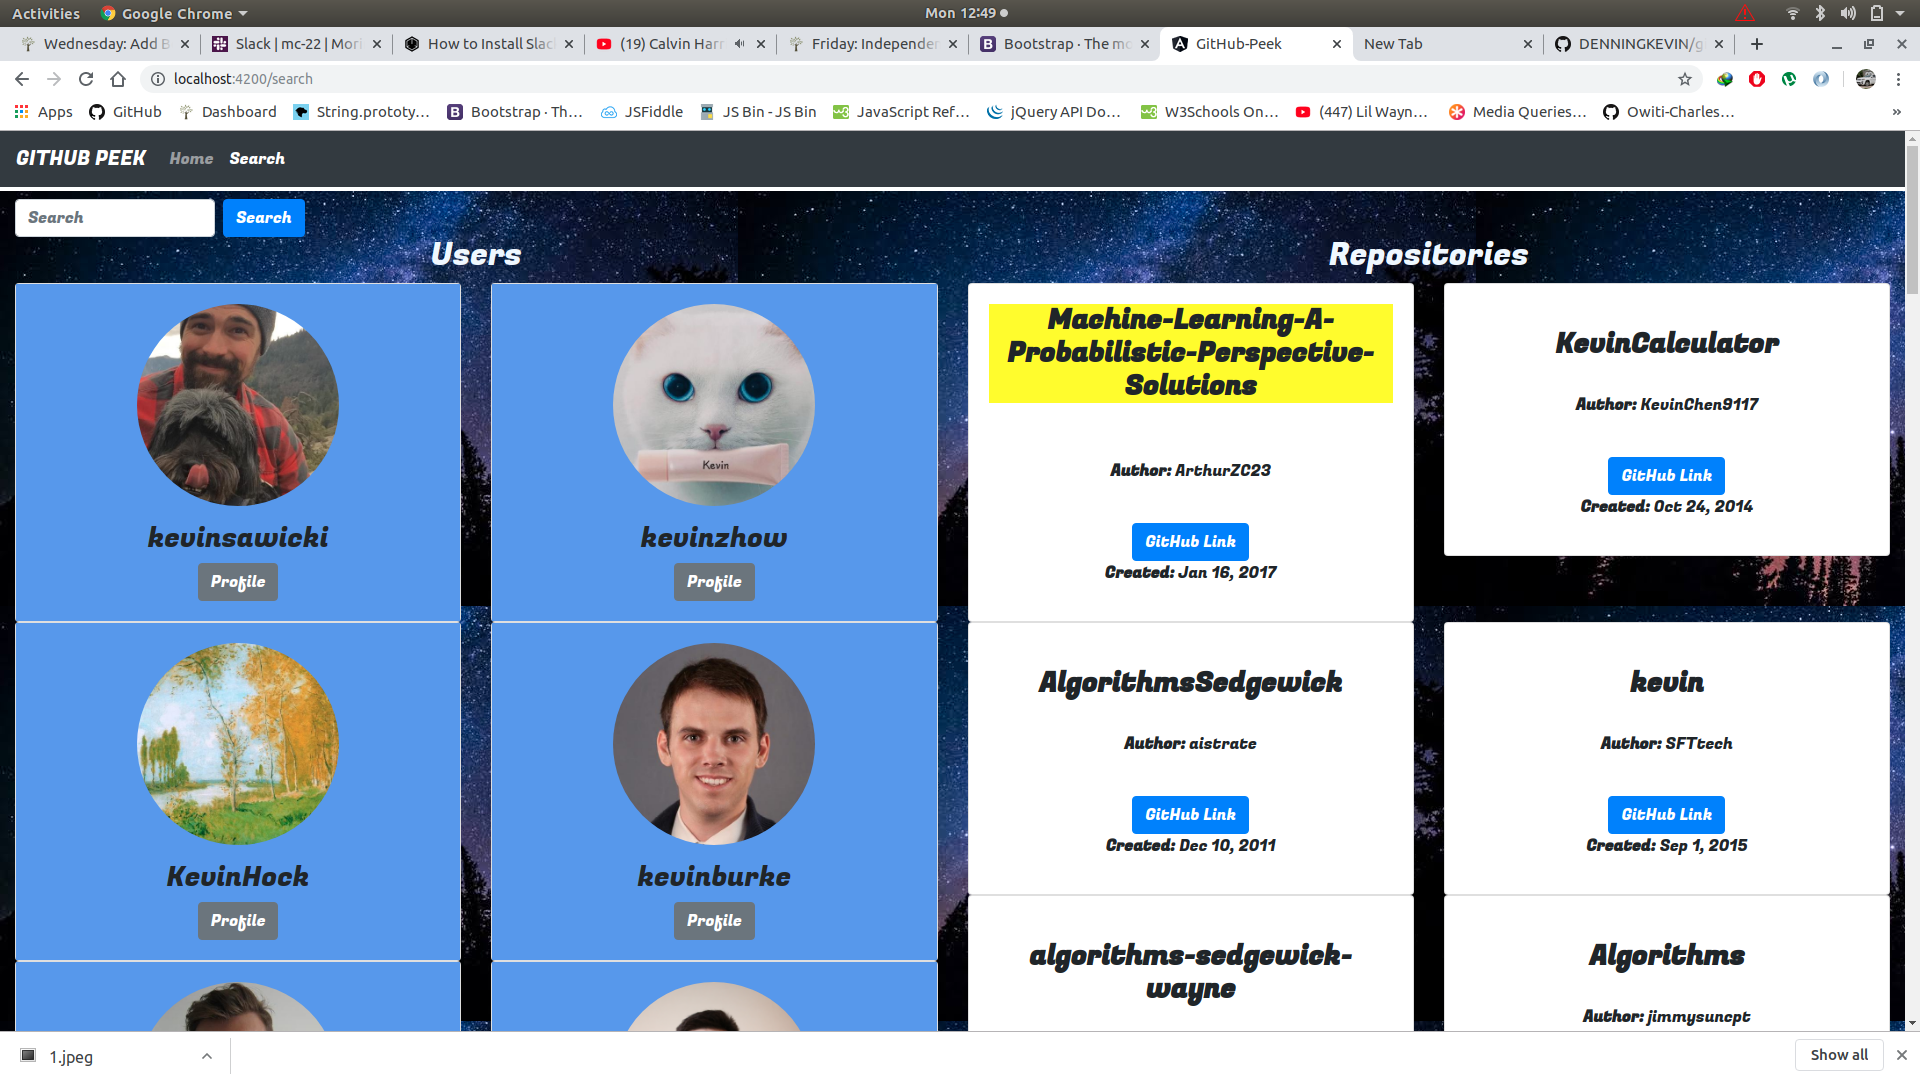 Activities Google Chrome Mon 12:49
Wednesday: Add B Slack | mc-22 | Mori How to Install Slac (19) Calvin Harr Friday: Independen Bootstrap · The mo GitHub-Peek New Tab DENNINGKEVIN/g
localhost:4200/search
Apps GitHub Dashboard String.prototy... Bootstrap · Th... JSFiddle JS Bin - JS Bin JavaScript Ref... jQuery API Do... W3Schools On... (447) Lil Wayn... Media Queries... Owiti-Charles... »
GITHUB PEEK Home Search
Search Search
Users Repositories
Machine-Learning-A-
Probabilistic-Perspective-
Solutions
Author: ArthurZC23
GitHub Link
Created: Jan 16, 2017
KevinCalculator
Author: KevinChen9117
GitHub Link
Created: Oct 24, 2014
Kevin
kevinsawicki
Profile
kevinzhow
Profile
AlgorithmsSedgewick
Author: aistrate
GitHub Link
Created: Dec 10, 2011
kevin
Author: SFTtech
GitHub Link
Created: Sep 1, 2015
KevinHock
Profile
kevinburke
Profile
algorithms-sedgewick-
wayne
Algorithms
Author: jimmysuncpt
1.jpeg Show all